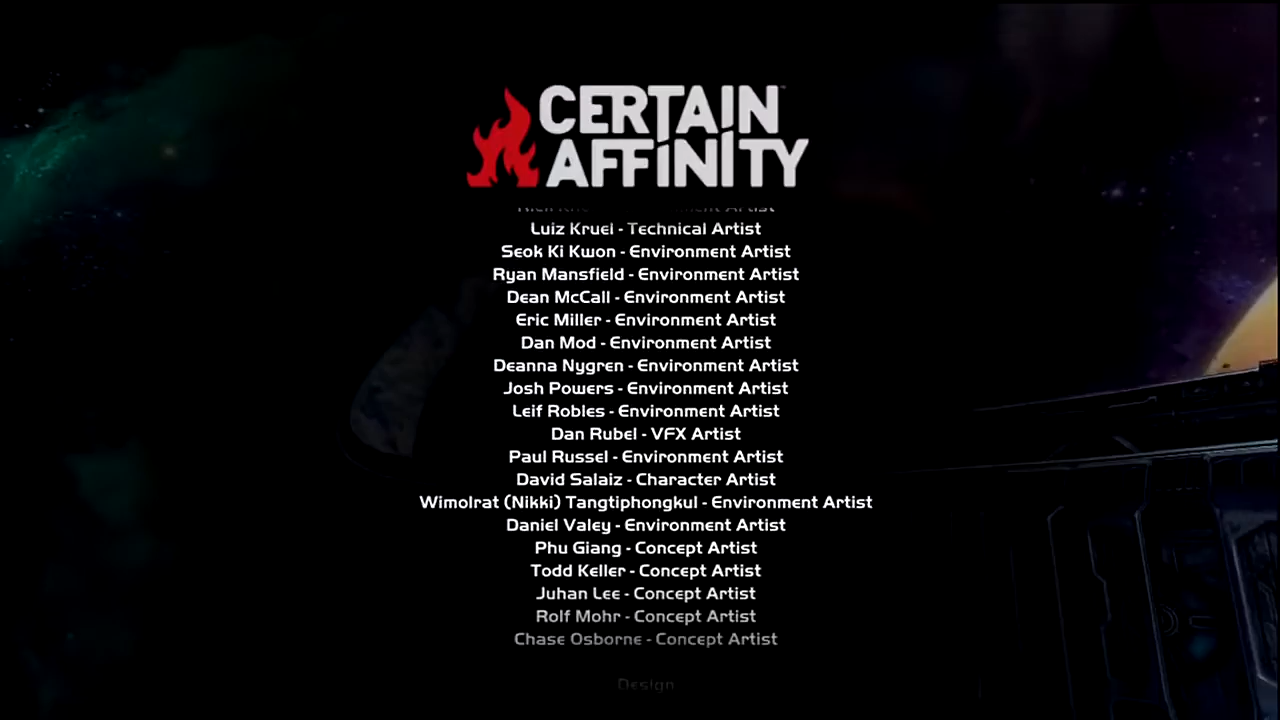 CERTAIN
AFFINITY
Artist
Luiz Kruel - Technical Artist
Seok Ki Kwon - Environment Artist
Ryan Mansfield - Environment Artist
Dean McCall - Environment Artist
Eric Miller - Environment Artist
Dan Mod - Environment Artist
Deanna Nygren - Environment Artist
Josh Powers - Environment Artist
Leif Robles - Environment Artist
Dan Rubel - VFX Artist
Paul Russel - Environment Artist
David Salaiz - Character Artist
Wimolrat (Nikki) Tangtiphongkul - Environment Artist
Daniel Valey - Environment Artist
Phu Giang - Concept Artist
Todd Keller - Concept Artist
Juhan Lee - Concept Artist
Rolf Mohr - Concept Artist
Chase Osborne - Concept Artist
Design